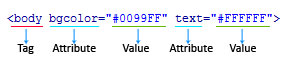 <body bgcolor="#0099FF" text="#FFFFFF">
Tag Attribute Value Attribute Value